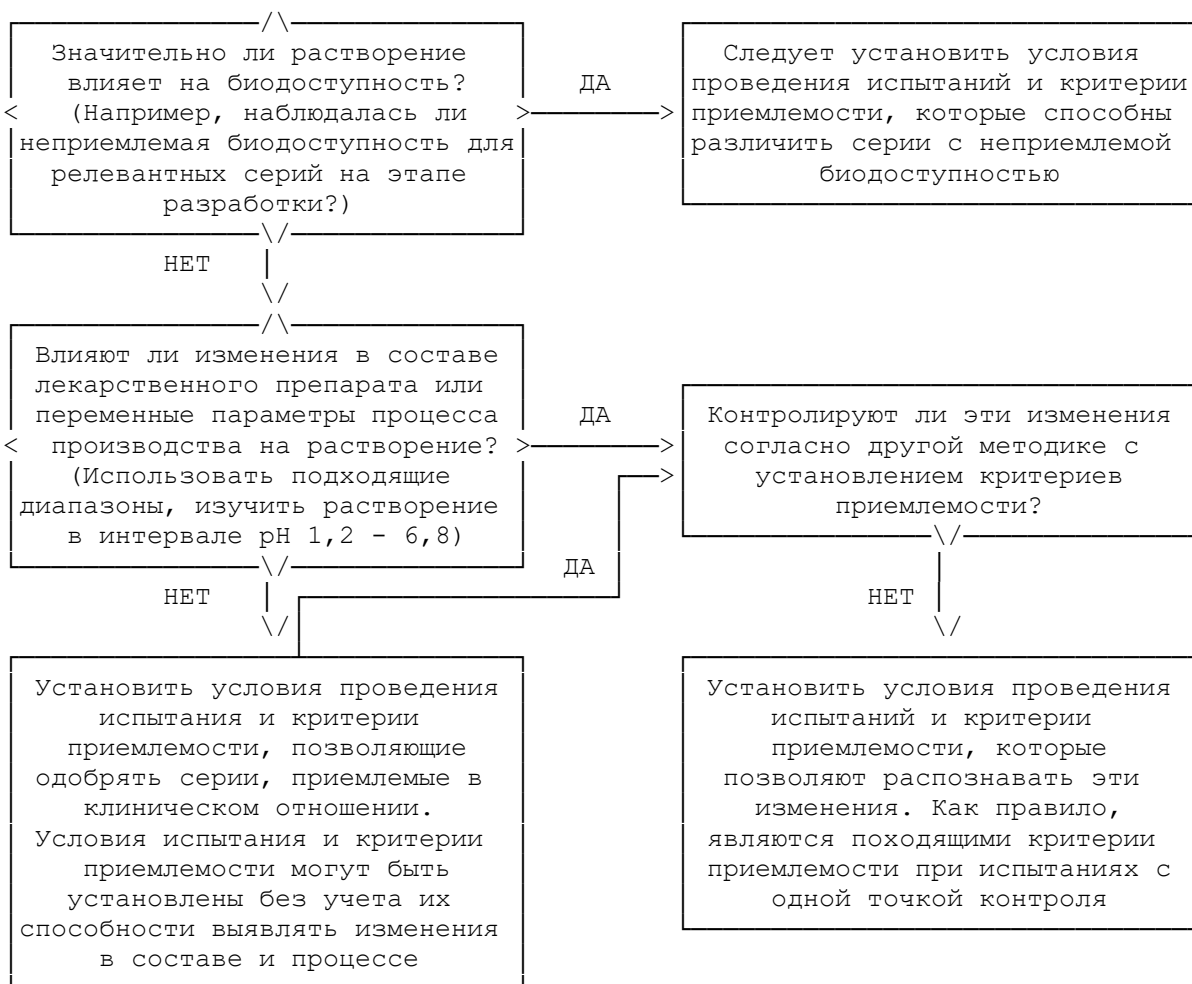 Значительно ли растворение
влияет на биодоступность?
(Например, наблюдалась ли
неприемлемая биодоступность для
релевантных серий на этапе
разработки?)
ДА
Следует установить условия
проведения испытаний и критерии
приемлемости, которые способны
различить серии с неприемлемой
биодоступностью
НЕТ
Влияют ли изменения в составе
лекарственного препарата или
переменные параметры процесса
производства на растворение?
(Использовать подходящие
диапазоны, изучить растворение
в интервале pH 1,2 - 6,8)
ДА
Контролируют ли эти изменения
согласно другой методике с
установлением критериев
приемлемости?
НЕТ
ДА
НЕТ
Установить условия проведения
испытания и критерии
приемлемости, позволяющие
одобрять серии, приемлемые в
клиническом отношении.
Условия испытания и критерии
приемлемости могут быть
установлены без учета их
способности выявлять изменения
в составе и процессе
Установить условия проведения
испытаний и критерии
приемлемости, которые
позволяют распознавать эти
изменения. Как правило,
являются походящими критерии
приемлемости при испытаниях с
одной точкой контроля